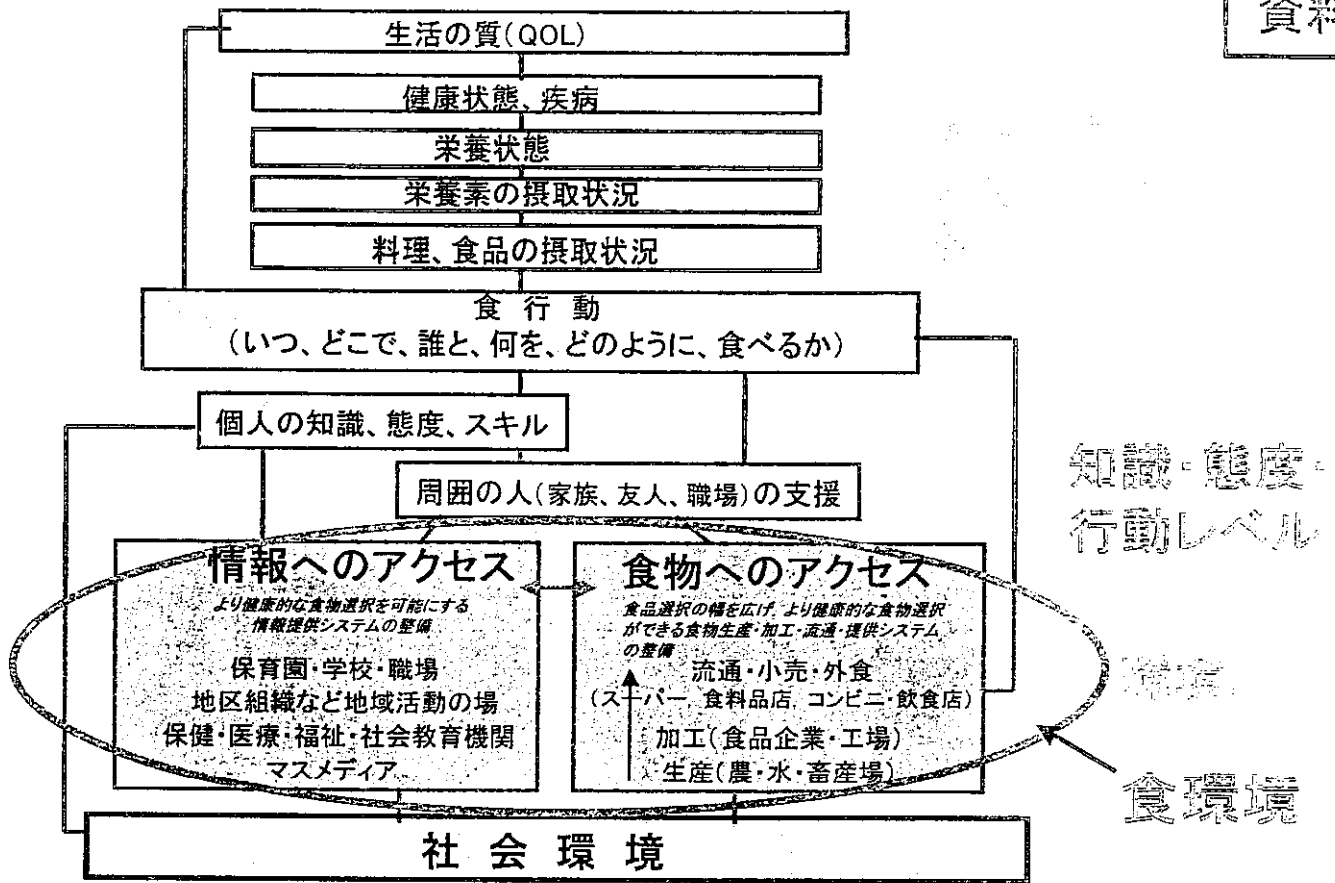 資料
生活の質(QOL)
健康状態、疾病
栄養状態
栄養素の摂取状況
料理、食品の摂取状況
食 行 動
(いつ、どこで、誰と、何を、どのように、食べるか)
個人の知識、態度、スキル
周囲の人(家族、友人、職場)の支援
知識・態度・
行動レベル
情報へのアクセス
より健康的な食物選択を可能にする
情報提供システムの整備
保育園・学校・職場
地区組織など地域活動の場
保健・医療・福祉・社会教育機関
マスメディア
食物へのアクセス
食品選択の幅を広げ、より健康的な食物選択
ができる食物生産・加工・流通・提供システム
の整備
流通・小売・外食
(スーパー, 食料品店, コンビニ・飲食店)
加工(食品企業・工場)
生産(農・水・畜産場)
食環境
社 会 環 境